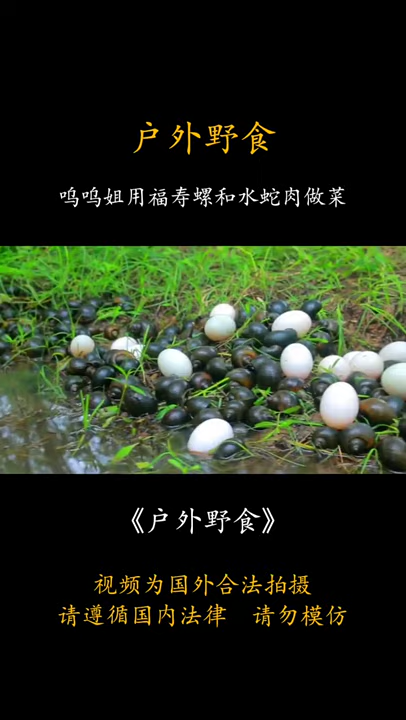 户外野食
呜呜姐用福寿螺和水蛇肉做菜
《户外野食》
视频为国外合法拍摄
请遵循国内法律 请勿模仿